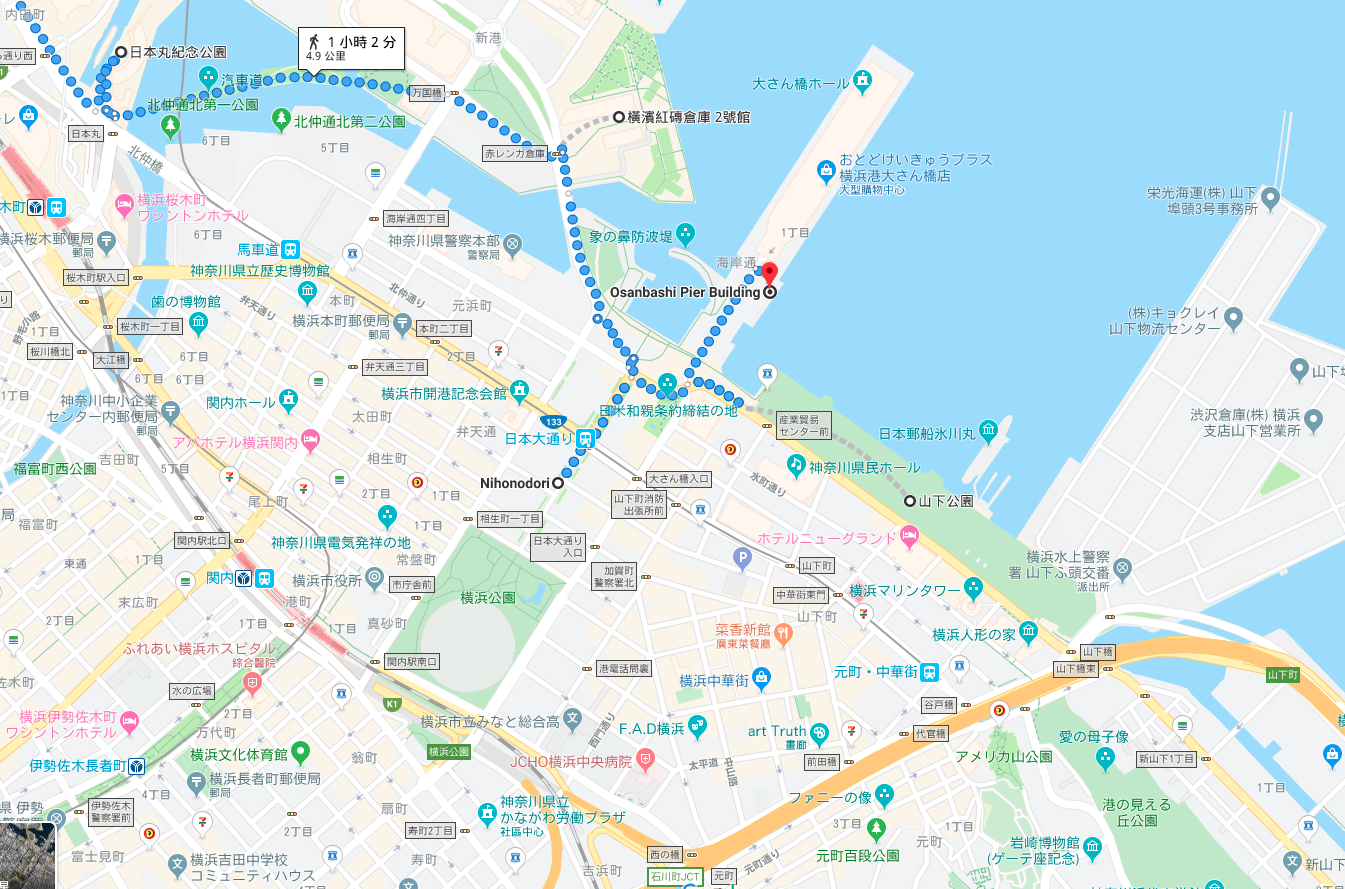 内田町
通り西
日本丸紀念公園
1 小時 2 分
4.9 公里
新港
汽車道
万国橋
北仲通北第一公園
北仲通北第二公園
大さん橋ホール
橫濱紅磚倉庫 2號館
日本丸
6丁目
5丁目
赤レンガ倉庫
北仲橋
おとどけいきゅうプラス
横浜港大さん橋店
大型購物中心
栄光海運(株) 山下
埠頭3号事務所
横浜桜木町
ワシントンホテル
木町
海岸通四丁目
横浜桜木郵便局
郵局
6丁目
馬車道
神奈川県警察本部
警察局
象の鼻防波堤
1丁目
海岸通
桜木町駅入口
神奈川県立歴史博物館
Osanbashi Pier Building
歯の博物館
弁天通り
本町
北仲通り
元浜町
(株)キョクレイ
山下物流センター
野毛小路
桜木町一丁目
横浜本町郵便局
郵局
本町二丁目
桜川橋北
大江橋
6丁目
2丁目
弁天通三丁目
6丁目
6丁目
神奈川中小企業
センター内郵便局
郵局
関内ホール
横浜市開港記念会館
日米和親条約締結の地
太田町
133
産業貿易
センター前
渋沢倉庫(株) 横浜
支店山下営業所
日本郵船氷川丸
アパホテル横浜関内
弁天通
日本大通り
吉田町
相生町
福富町西公園
5丁目
神奈川県民ホール
水町通り
Nihonodori
大さん橋入口
山下公園
尾上町
1丁目
山下町消防
出張所前
福富町
相生町一丁目
1丁目
神奈川県電気発祥の地
関内駅北口
日本大通り
入口
ホテルニューグランド
東通
1丁目
常盤町
加賀町
警察署北
山下町
横浜水上警察
署 山下ふ頭交番
派出所
関内
横浜市役所
市庁舎前
中華街東門
横浜マリンタワー
末広町
港町
横浜公園
山下町
2丁目
1丁目
1丁目
真砂町
菜香新館
廣東菜餐廳
横浜人形の家
ふれあい横浜ホスピタル
綜合醫院
関内駅南口
港電話局裏
山下橋
山下橋東
山下町
元町・中華街
横浜中華街
水の広場
K1
谷戸橋
横浜伊勢佐木町
ワシントンホテル
2丁目
万代町
横浜市立みなと総合高
西門通り
F.A.D横浜
art Truth
畫廊
代官橋
愛の母子像
横浜文化体育館
横浜公園
翁町
アメリカ山公園
新山下1丁目
伊勢佐木長者町
JCHO横浜中央病院
太平道
中山路
前田橋
横浜長者町郵便局
郵局
4丁目
ファニーの像
港の見える
丘公園
伊勢佐木
警察署前
扇町
神奈川県立
かながわ労働プラザ
社區中心
3丁目
1丁目
寿町2丁目
元町
岩崎博物館
(ゲーテ座記念)
富士見町
横浜吉田中学校
コミュニティハウス
寿町
西の橋
元町通り
元町百段公園
吉浜町
石川町JCT
元町